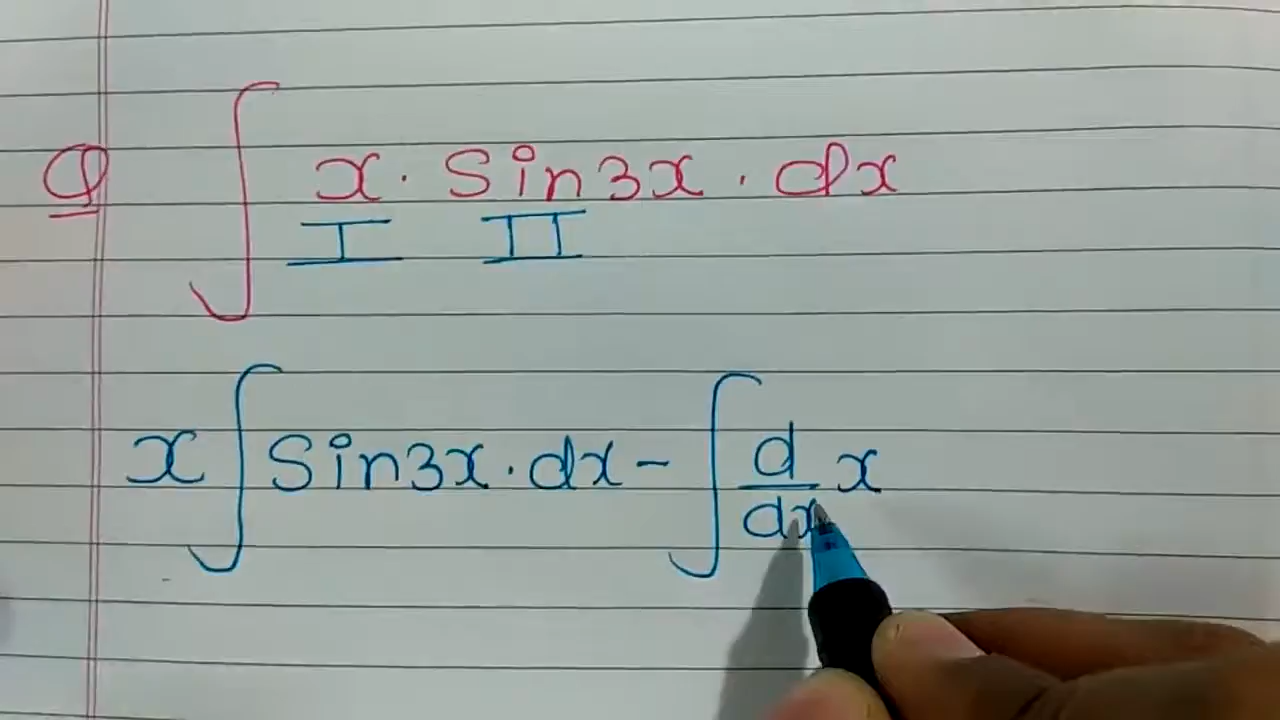 Q ∫ x · Sin3x · dx
I II
x ∫ Sin3x · dx - ∫ d/dx x